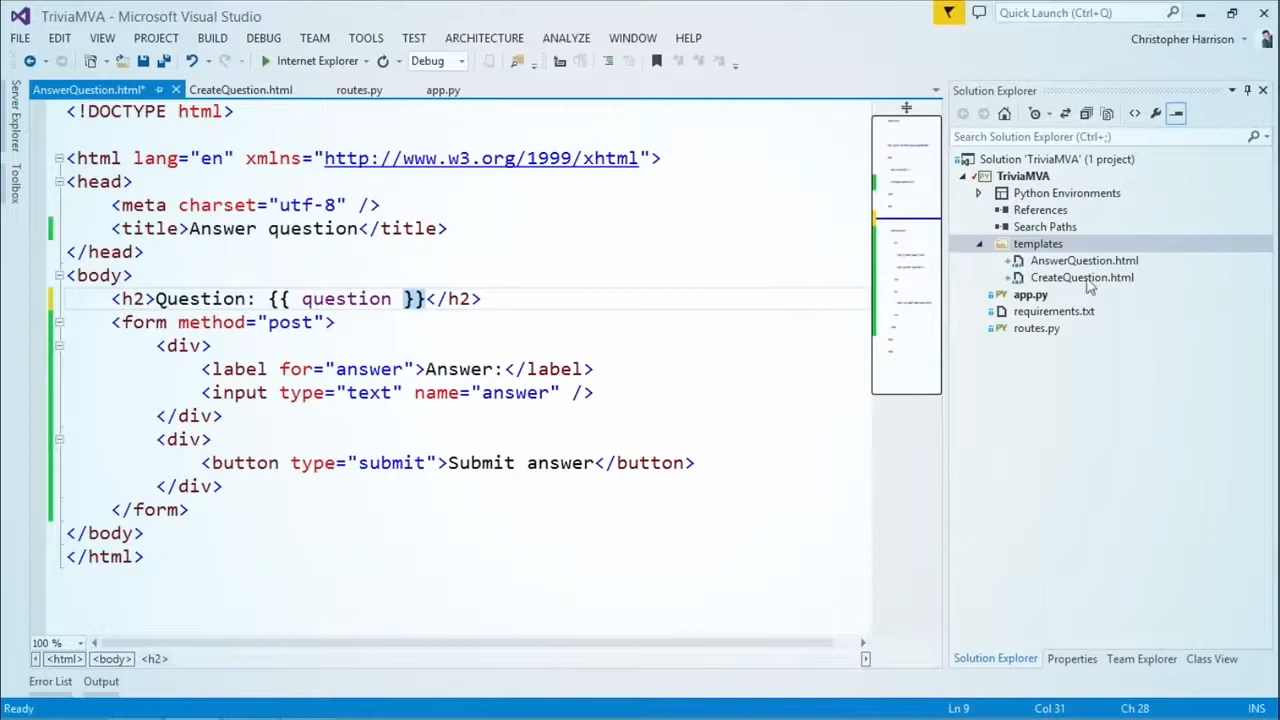 TriviaMVA - Microsoft Visual Studio
Quick Launch (Ctrl+Q)
FILE EDIT VIEW PROJECT BUILD DEBUG TEAM TOOLS TEST ARCHITECTURE ANALYZE WINDOW HELP
Christopher Harrison
Internet Explorer
Debug
AnswerQuestion.html* CreateQuestion.html routes.py app.py
Server Explorer
Toolbox
<!DOCTYPE html>
<html lang="en" xmlns="http://www.w3.org/1999/xhtml">
<head>
<meta charset="utf-8" />
<title>Answer question</title>
</head>
<body>
<h2>Question: {{ question }}</h2>
<form method="post">
<div>
<label for="answer">Answer:</label>
<input type="text" name="answer" />
</div>
<div>
<button type="submit">Submit answer</button>
</div>
</form>
</body>
</html>
100 %
<html> <body> <h2>
Error List Output
Solution Explorer
Search Solution Explorer (Ctrl+;)
Solution 'TriviaMVA' (1 project)
TriviaMVA
Python Environments
References
Search Paths
templates
AnswerQuestion.html
CreateQuestion.html
app.py
requirements.txt
routes.py
Solution Explorer Properties Team Explorer Class View
Ready Ln 9 Col 31 Ch 28 INS